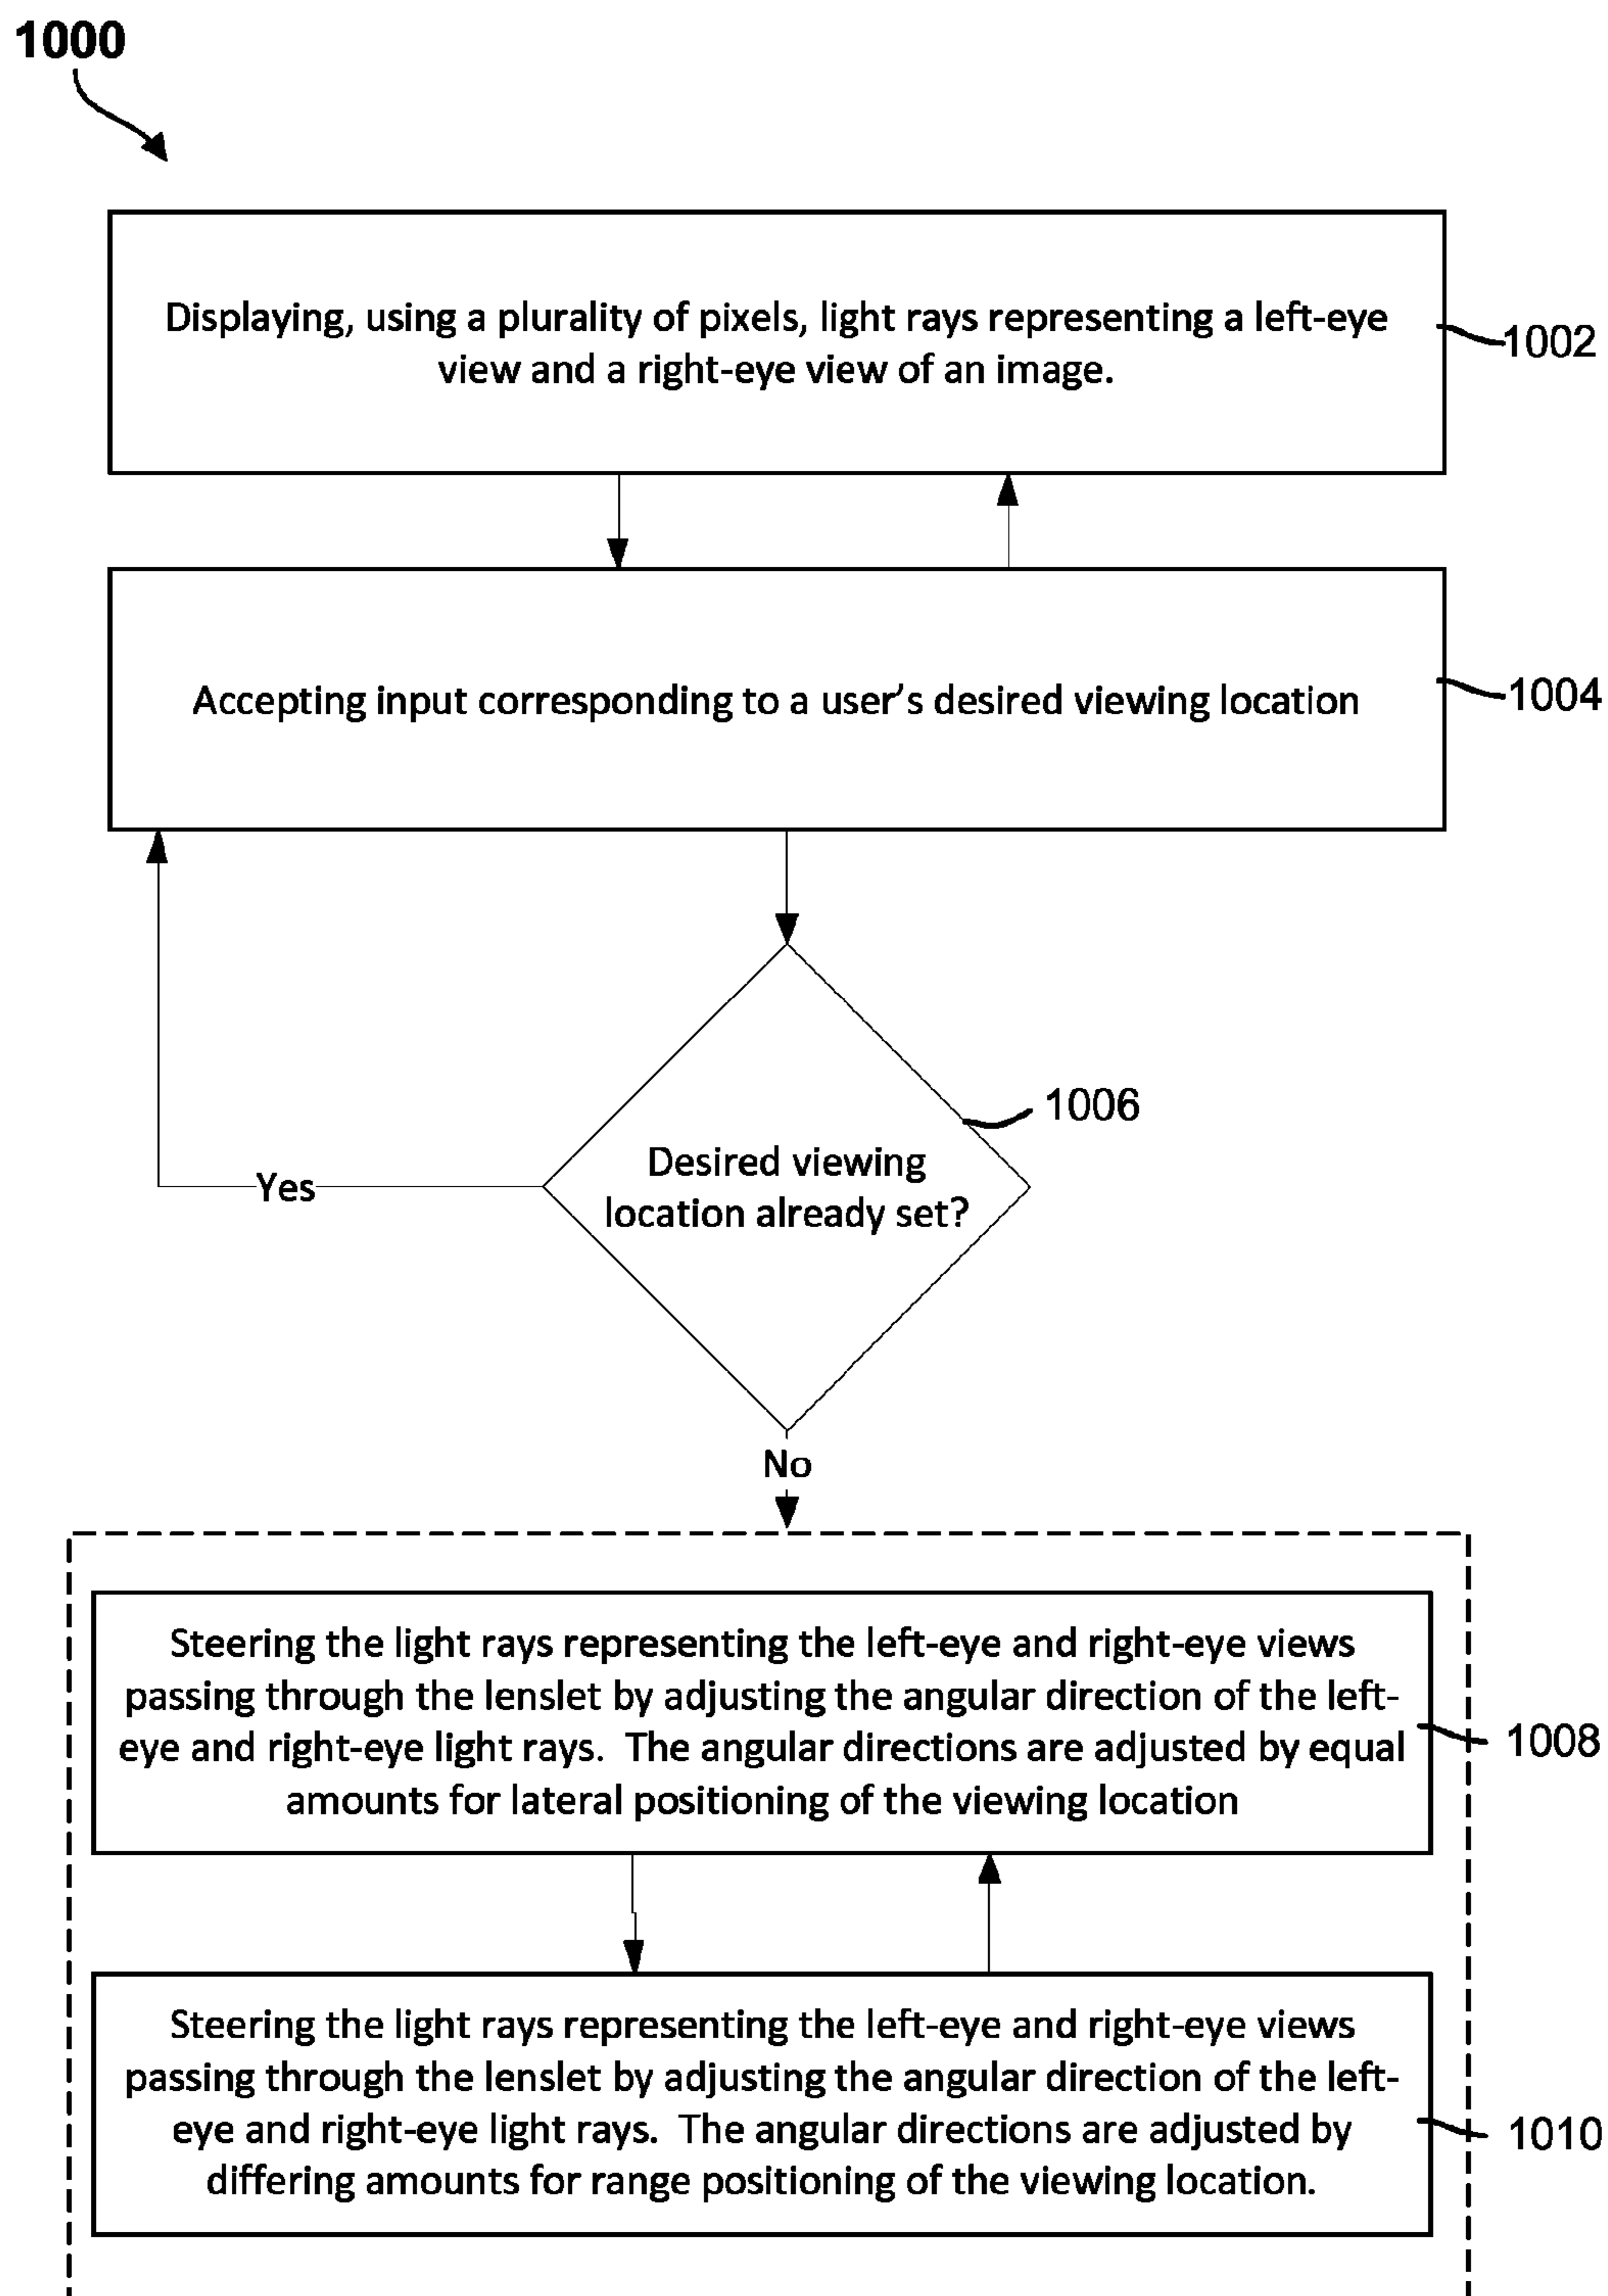 1000
Displaying, using a plurality of pixels, light rays representing a left-eye
view and a right-eye view of an image.
1002
Accepting input corresponding to a user’s desired viewing location
1004
1006
Desired viewing
location already set?
Yes
No
Steering the light rays representing the left-eye and right-eye views
passing through the lenslet by adjusting the angular direction of the left-
eye and right-eye light rays.  The angular directions are adjusted by equal
amounts for lateral positioning of the viewing location
1008
Steering the light rays representing the left-eye and right-eye views
passing through the lenslet by adjusting the angular direction of the left-
eye and right-eye light rays.  The angular directions are adjusted by
differing amounts for range positioning of the viewing location.
1010